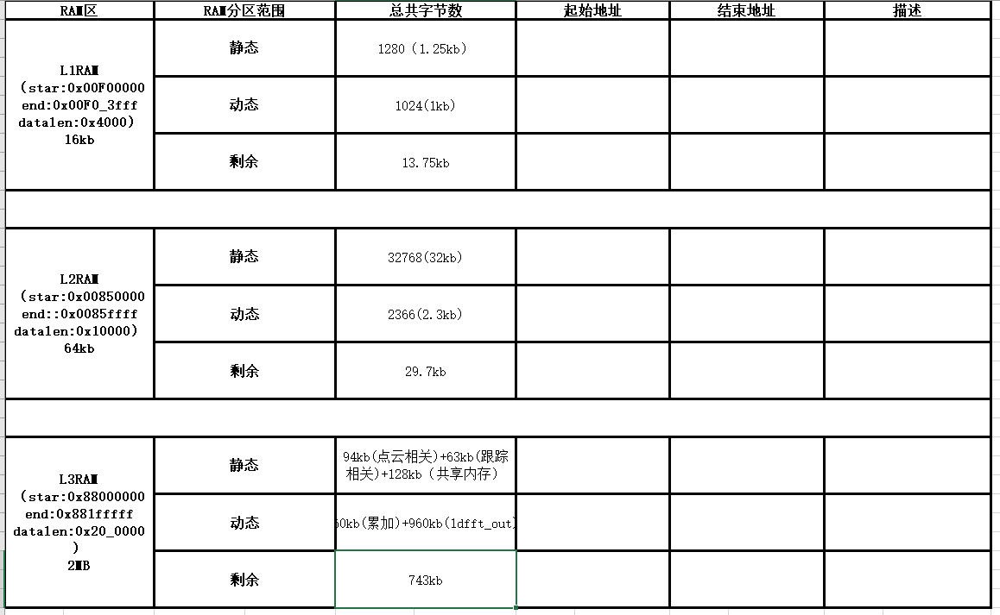 RAM区 RAM分区范围 总共字节数 起始地址 结束地址 描述
L1RAM
（star:0x00F00000
end:0x00F0_3fff
datalen:0x4000）
16kb
静态 1280（1.25kb）
动态 1024(1kb)
剩余 13.75kb
L2RAM
（star:0x00850000
end::0x0085ffff
datalen:0x10000）
64kb
静态 32768(32kb)
动态 2366(2.3kb)
剩余 29.7kb
L3RAM
（star:0x88000000
end:0x881fffff
datalen:0x20_0000
）
2MB
静态 94kb(点云相关)+63kb(跟踪
相关)+128kb（共享内存）
动态 0kb(累加)+960kb(1dfft_out)
剩余 743kb